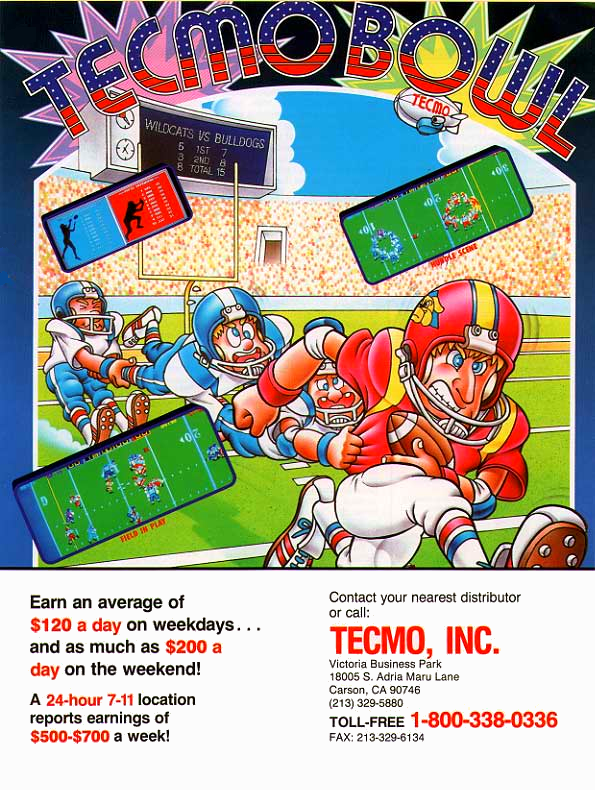 TECMO BOWL
TECMO
WILDCATS VS BULLDOGS
5 1ST 7
3 2ND 8
8 TOTAL 15
HUDDLE SCENE
FIELD IN PLAY
Earn an average of
$120 a day on weekdays...
and as much as $200 a
day on the weekend!
A 24-hour 7-11 location
reports earnings of
$500-$700 a week!
Contact your nearest distributor
or call:
TECMO, INC.
Victoria Business Park
18005 S. Adria Maru Lane
Carson, CA 90746
(213) 329-5880
TOLL-FREE 1-800-338-0336
FAX: 213-329-6134